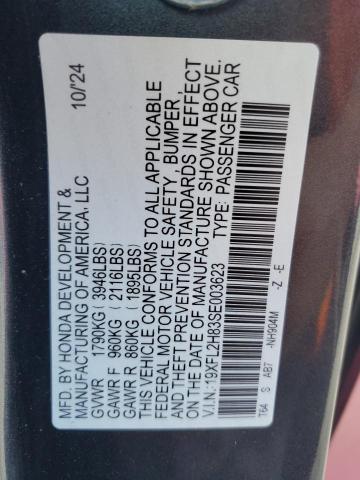 MFD. BY HONDA DEVELOPMENT &
MANUFACTURING OF AMERICA, LLC 10/'24
GVWR 1790KG (3946LBS)
GAWR F 960KG (2116LBS)
GAWR R 860KG (1895LBS)
THIS VEHICLE CONFORMS TO ALL APPLICABLE
FEDERAL MOTOR VEHICLE SAFETY, BUMPER,
AND THEFT PREVENTION STANDARDS IN EFFECT
ON THE DATE OF MANUFACTURE SHOWN ABOVE.
V.I.N.:19XFL2H83SE003623 TYPE: PASSENGER CAR
T64 S AB7 -NH904M -Z -E